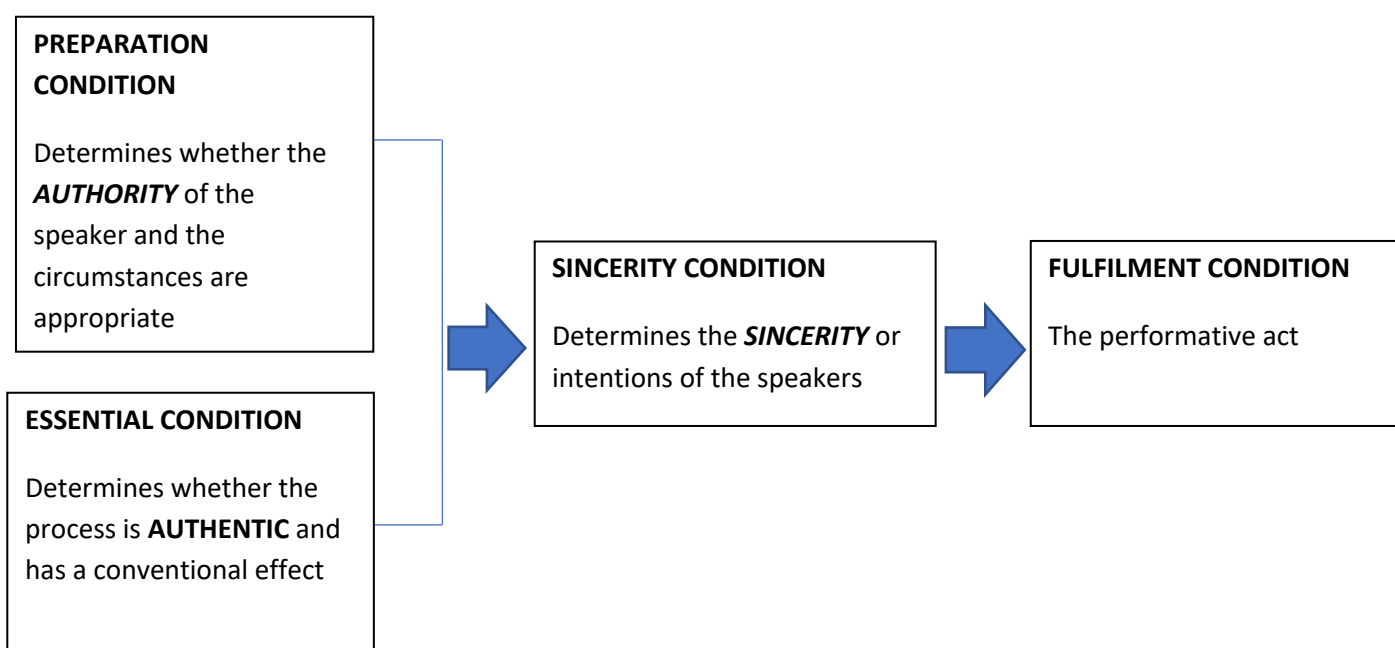 PREPARATION
CONDITION
Determines whether the
AUTHORITY of the
speaker and the
circumstances are
appropriate
ESSENTIAL CONDITION
Determines whether the
process is AUTHENTIC and
has a conventional effect
SINCERITY CONDITION
Determines the SINCERITY or
intentions of the speakers
FULFILMENT CONDITION
The performative act